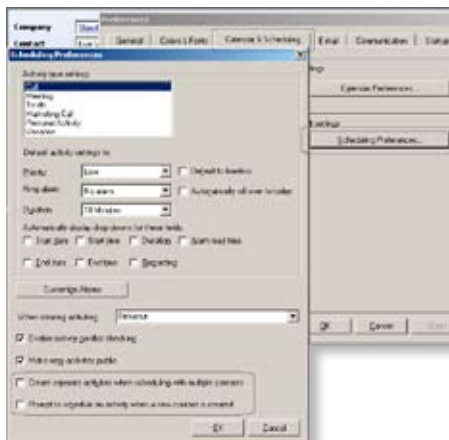 Preferences
Company
Contact
General
Colors & Fonts
Calendar & Scheduling
E-mail
Communication
Startup
Scheduling Preferences
Activity type settings
Call
Meeting
To-do
Marketing Call
Personal Activity
Vacation
Calendar Preferences...
Scheduling Preferences...
Default activity settings to:
Priority: Low
Default to timeless
Ring alarm: No alarm
Automatically roll over to today
Duration: 10 Minutes
Automatically display drop-downs for these fields
Start date
Start time
Duration
Alarm lead time
End date
End time
Regarding
When clearing activities:
Enable activity conflict checking
Make new activities public
Create separate activities when scheduling with multiple contacts
Prompt to schedule an activity when a new contact is created
OK
Cancel
OK
Cancel